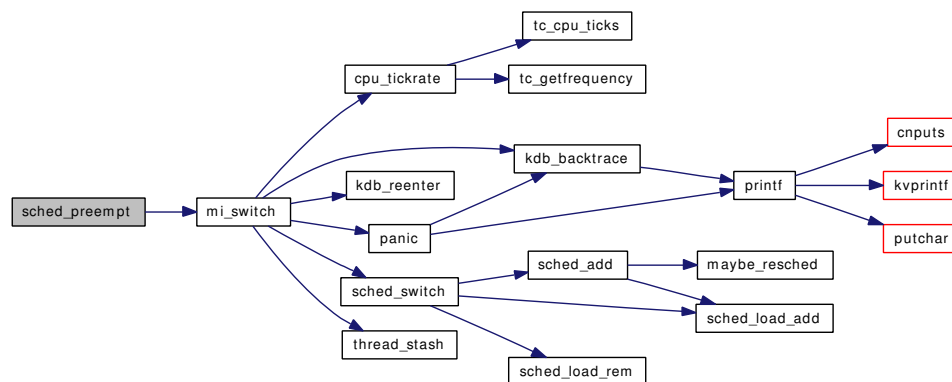 tc_cpu_ticks
cpu_tickrate
tc_getfrequency
cnputs
kdb_backtrace
kdb_reenter
printf
kvprintf
sched_preempt
mi_switch
panic
putchar
sched_add
maybe_resched
sched_switch
sched_load_add
thread_stash
sched_load_rem